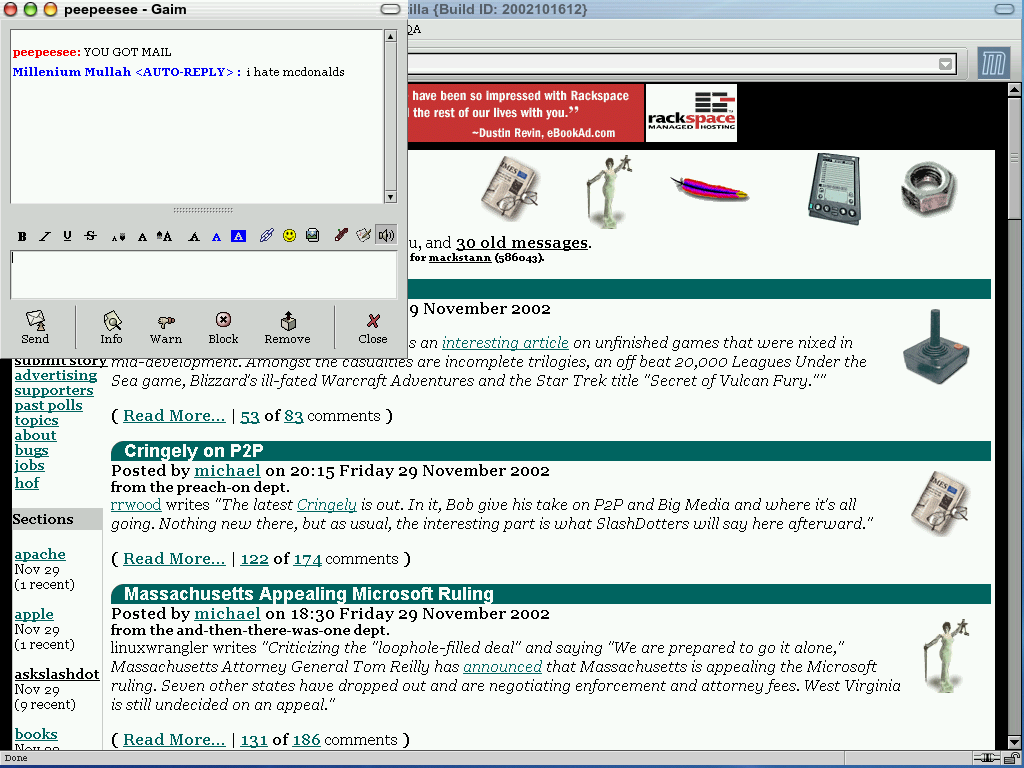 peepeesee - Gaim
illa {Build ID: 2002101612}
QA
peepeesee: YOU GOT MAIL
Millenium Mullah <AUTO-REPLY> : i hate mcdonalds
have been so impressed with Rackspace
the rest of our lives with you.”
~Dustin Revin, eBookAd.com
rackspace
MANAGED HOSTING
u, and 30 old messages.
for mackstann (586043).
Send
Info
Warn
Block
Remove
Close
9 November 2002
s an interesting article on unfinished games that were nixed in
mid-development. Amongst the casualties are incomplete trilogies, an off beat 20,000 Leagues Under the
Sea game, Blizzard's ill-fated Warcraft Adventures and the Star Trek title "Secret of Vulcan Fury.""
( Read More... | 53 of 83 comments )
submit story
advertising
supporters
past polls
topics
about
bugs
jobs
hof
Sections
apache
Nov 29
(1 recent)
apple
Nov 29
(1 recent)
askslashdot
Nov 29
(9 recent)
books
Cringely on P2P
Posted by michael on 20:15 Friday 29 November 2002
from the preach-on dept.
rrwood writes "The latest Cringely is out. In it, Bob give his take on P2P and Big Media and where it's all
going. Nothing new there, but as usual, the interesting part is what SlashDotters will say here afterward."
( Read More... | 122 of 174 comments )
Massachusetts Appealing Microsoft Ruling
Posted by michael on 18:30 Friday 29 November 2002
from the and-then-there-was-one dept.
linuxwrangler writes "Criticizing the "loophole-filled deal" and saying "We are prepared to go it alone,"
Massachusetts Attorney General Tom Reilly has announced that Massachusetts is appealing the Microsoft
ruling. Seven other states have dropped out and are negotiating enforcement and attorney fees. West Virginia
is still undecided on an appeal."
( Read More... | 131 of 186 comments )
Done